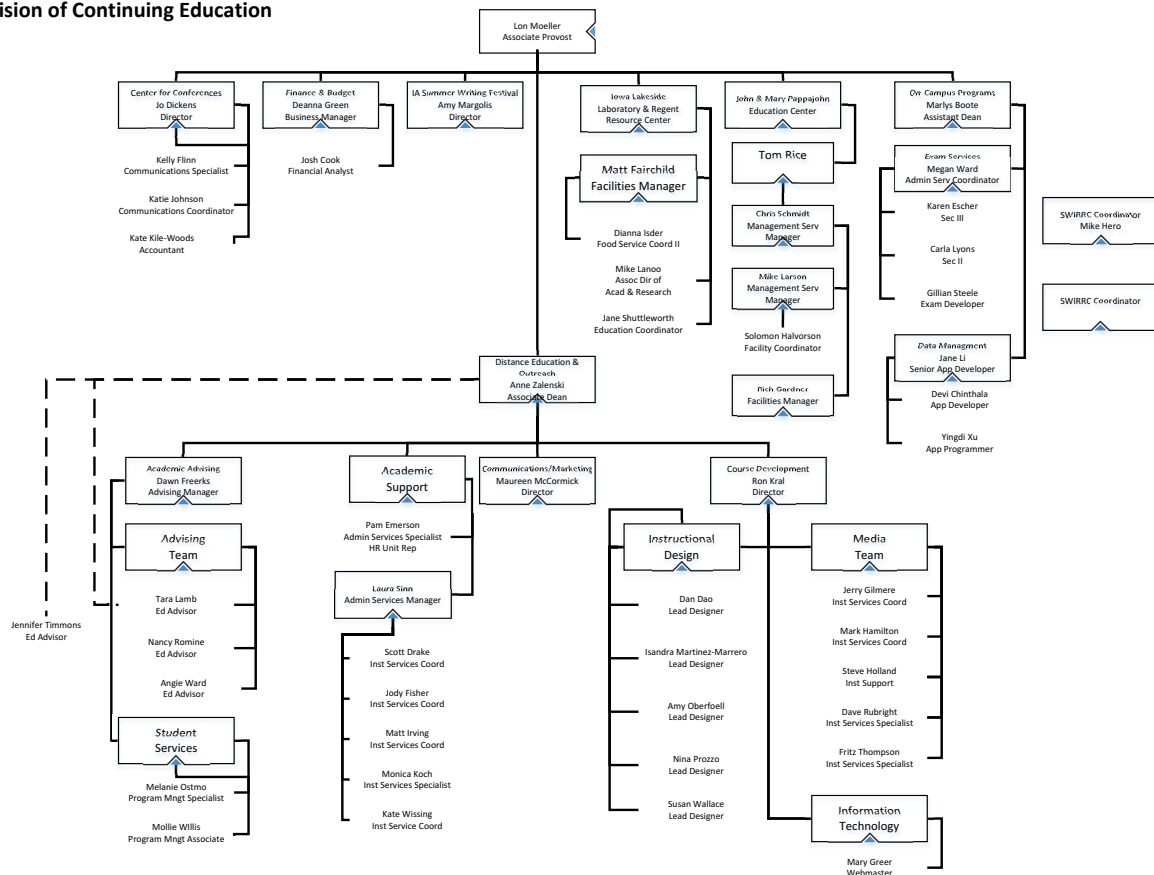 ision of Continuing Education
Lon Moeller
Associate Provost
Center for Conferences
Jo Dickens
Director
Kelly Flinn
Communications Specialist
Katie Johnson
Communications Coordinator
Kate Kile-Woods
Accountant
Finance & Budget
Deanna Green
Business Manager
Josh Cook
Financial Analyst
IA Summer Writing Festival
Amy Margolis
Director
Iowa Lakeside
Laboratory & Regent
Resource Center
Matt Fairchild
Facilities Manager
Dianna Isder
Food Service Coord II
Mike Lanoo
Assoc Dir of
Acad & Research
Jane Shuttleworth
Education Coordinator
John & Mary Pappajohn
Education Center
Tom Rice
Chris Schmidt
Management Serv
Manager
Mike Larson
Management Serv
Manager
Solomon Halvorson
Facility Coordinator
Rich Gardner
Facilities Manager
On-Campus Programs
Marlys Boote
Assistant Dean
Exam Services
Megan Ward
Admin Serv Coordinator
Karen Escher
Sec III
Carla Lyons
Sec II
Gillian Steele
Exam Developer
Data Managment
Jane Li
Senior App Developer
Devi Chinthala
App Developer
Yingdi Xu
App Programmer
SWIRRC Coordinator
Mike Hero
SWIRRC Coordinator
Distance Education &
Outreach
Anne Zalenski
Associate Dean
Jennifer Timmons
Ed Advisor
Academic Advising
Dawn Freerks
Advising Manager
Advising
Team
Tara Lamb
Ed Advisor
Nancy Romine
Ed Advisor
Angie Ward
Ed Advisor
Student
Services
Melanie Ostmo
Program Mngt Specialist
Mollie WIllis
Program Mngt Associate
Academic
Support
Pam Emerson
Admin Services Specialist
HR Unit Rep
Laura Sinn
Admin Services Manager
Scott Drake
Inst Services Coord
Jody Fisher
Inst Services Coord
Matt Irving
Inst Services Coord
Monica Koch
Inst Services Specialist
Kate Wissing
Inst Service Coord
Communications/Marketing
Maureen McCormick
Director
Course Development
Ron Kral
Director
Instructional
Design
Dan Dao
Lead Designer
Isandra Martinez-Marrero
Lead Designer
Amy Oberfoell
Lead Designer
Nina Prozzo
Lead Designer
Susan Wallace
Lead Designer
Media
Team
Jerry Gilmere
Inst Services Coord
Mark Hamilton
Inst Services Coord
Steve Holland
Inst Support
Dave Rubright
Inst Services Specialist
Fritz Thompson
Inst Services Specialist
Information
Technology
Mary Greer
Webmaster